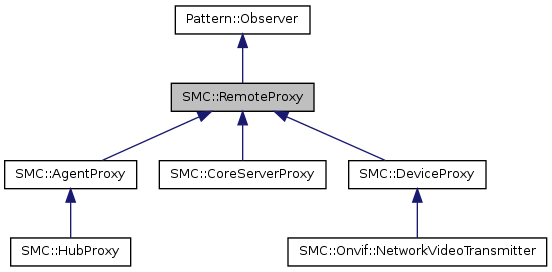 Pattern::Observer
SMC::RemoteProxy
SMC::AgentProxy
SMC::CoreServerProxy
SMC::DeviceProxy
SMC::HubProxy
SMC::Onvif::NetworkVideoTransmitter